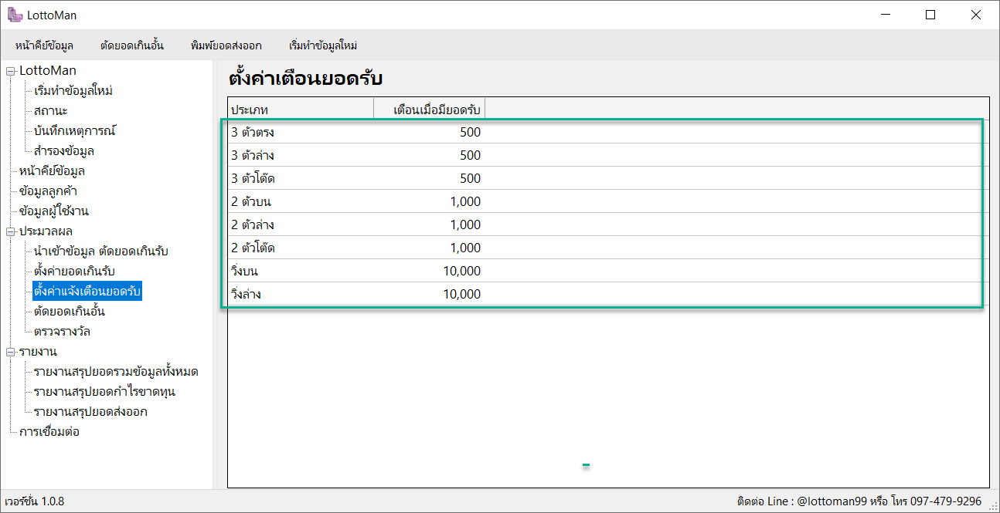 LottoMan
หน้าคีย์ข้อมูล ตัดยอดเกินอั้น พิมพ์ยอดส่งออก เริ่มทำข้อมูลใหม่
LottoMan
เริ่มทำข้อมูลใหม่
สถานะ
บันทึกเหตุการณ์
สำรองข้อมูล
หน้าคีย์ข้อมูล
ข้อมูลลูกค้า
ข้อมูลผู้ใช้งาน
ประมวลผล
นำเข้าข้อมูล ตัดยอดเกินรับ
ตั้งค่ายอดเกินรับ
ตั้งค่าแจ้งเตือนยอดรับ
ตัดยอดเกินอั้น
ตรวจรางวัล
รายงาน
รายงานสรุปยอดรวมข้อมูลทั้งหมด
รายงานสรุปยอดกำไรขาดทุน
รายงานสรุปยอดส่งออก
การเชื่อมต่อ
ตั้งค่าเตือนยอดรับ
ประเภท เตือนเมื่อมียอดรับ
3 ตัวตรง 500
3 ตัวล่าง 500
3 ตัวโต๊ด 500
2 ตัวบน 1,000
2 ตัวล่าง 1,000
2 ตัวโต๊ด 1,000
วิ่งบน 10,000
วิ่งล่าง 10,000
เวอร์ชั่น 1.0.8 ติดต่อ Line : @lottoman99 หรือ โทร 097-479-9296